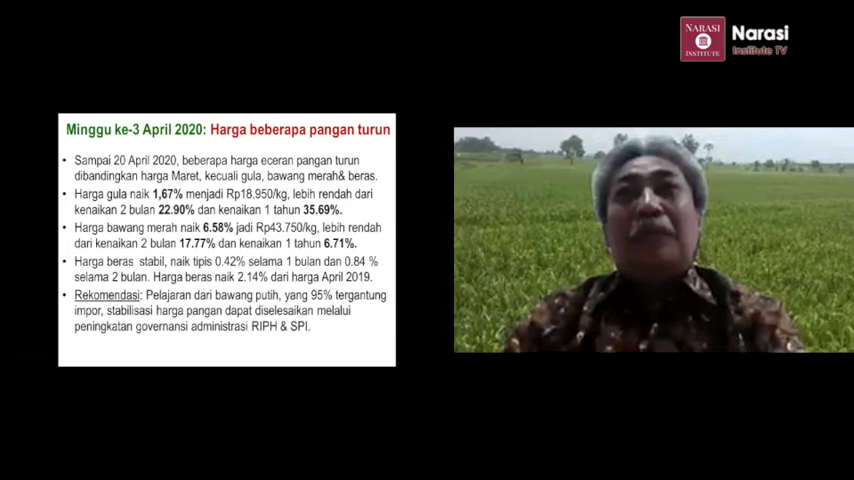 NARASI
INSTITUTE
Narasi
Institute TV
Minggu ke-3 April 2020: Harga beberapa pangan turun
• Sampai 20 April 2020, beberapa harga eceran pangan turun
dibandingkan harga Maret, kecuali gula, bawang merah& beras.
• Harga gula naik 1,67% menjadi Rp18.950/kg, lebih rendah dari
kenaikan 2 bulan 22.90% dan kenaikan 1 tahun 35.69%.
• Harga bawang merah naik 6.58% jadi Rp43.750/kg, lebih rendah
dari kenaikan 2 bulan 17.77% dan kenaikan 1 tahun 6.71%.
• Harga beras stabil, naik tipis 0.42% selama 1 bulan dan 0.84 %
selama 2 bulan. Harga beras naik 2.14% dari harga April 2019.
• Rekomendasi: Pelajaran dari bawang putih, yang 95% tergantung
impor, stabilisasi harga pangan dapat diselesaikan melalui
peningkatan governansi administrasi RIPH & SPI.